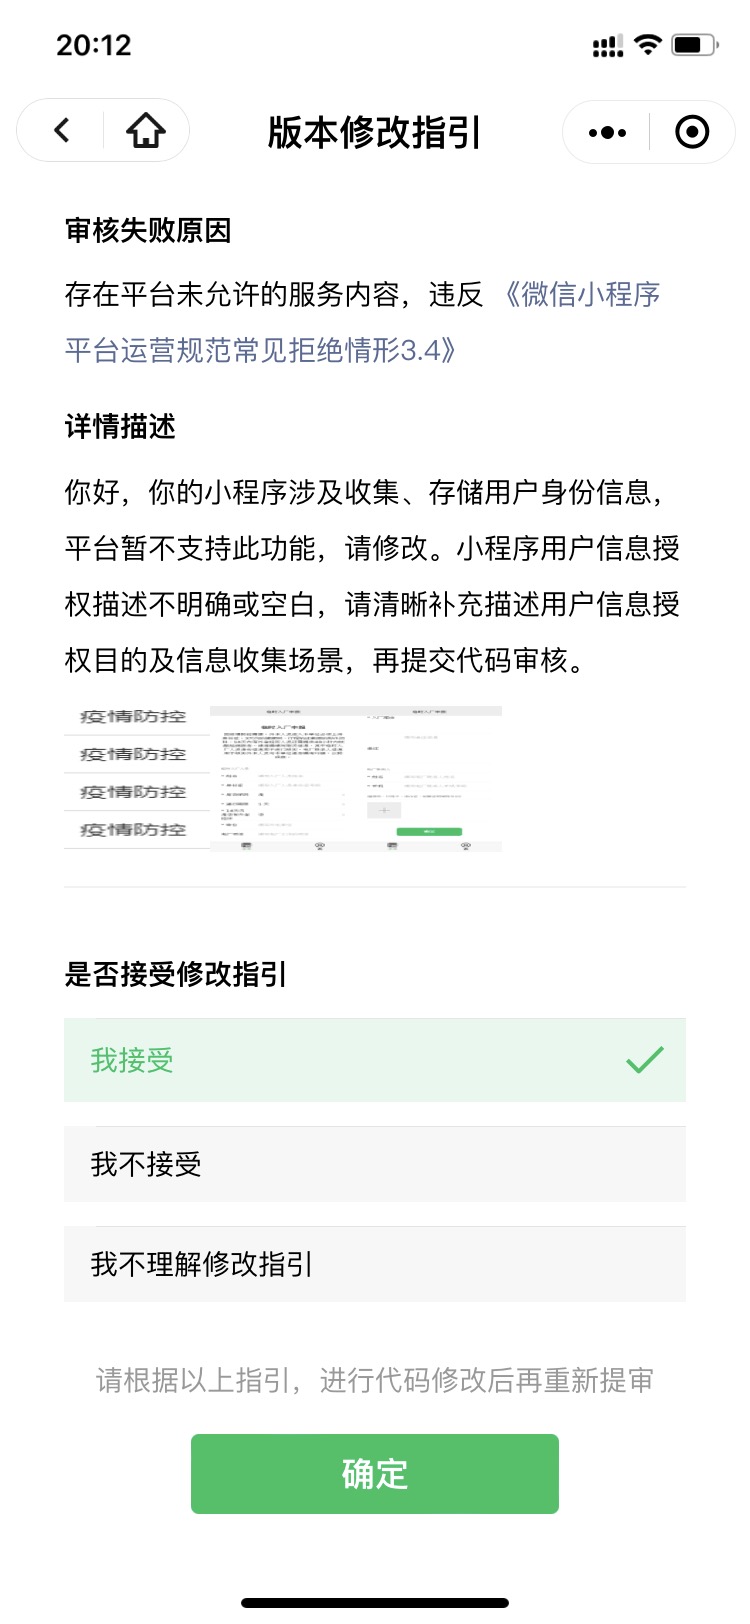 20:12
版本修改指引
审核失败原因
存在平台未允许的服务内容，违反《微信小程序
平台运营规范常见拒绝情形3.4》
详情描述
你好，你的小程序涉及收集、存储用户身份信息，
平台暂不支持此功能，请修改。小程序用户信息授
权描述不明确或空白，请清晰补充描述用户信息授
权目的及信息收集场景，再提交代码审核。
疫情防控
疫情防控
疫情防控
疫情防控
临时入厂申报
是否接受修改指引
我接受
我不接受
我不理解修改指引
请根据以上指引，进行代码修改后再重新提审
确定